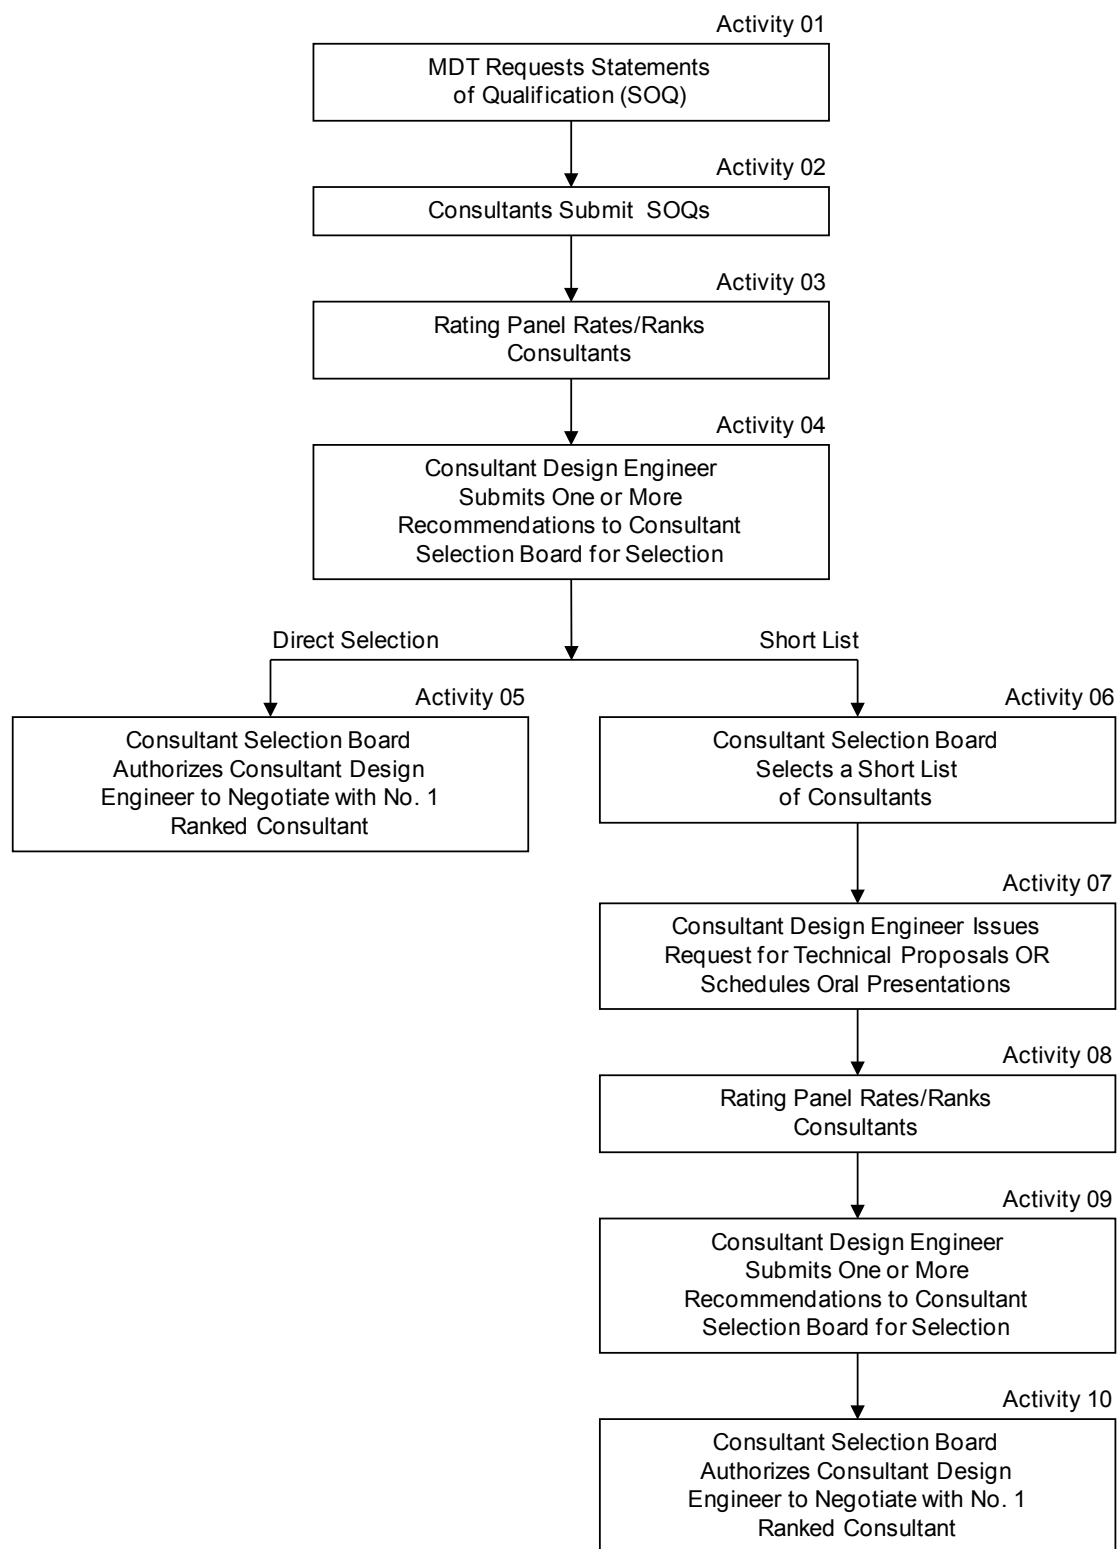 Activity 01
MDT Requests Statements
of Qualification (SOQ)
Activity 02
Consultants Submit SOQs
Activity 03
Rating Panel Rates/Ranks
Consultants
Activity 04
Consultant Design Engineer
Submits One or More
Recommendations to Consultant
Selection Board for Selection
Direct Selection
Short List
Activity 05
Consultant Selection Board
Authorizes Consultant Design
Engineer to Negotiate with No. 1
Ranked Consultant
Activity 06
Consultant Selection Board
Selects a Short List
of Consultants
Activity 07
Consultant Design Engineer Issues
Request for Technical Proposals OR
Schedules Oral Presentations
Activity 08
Rating Panel Rates/Ranks
Consultants
Activity 09
Consultant Design Engineer
Submits One or More
Recommendations to Consultant
Selection Board for Selection
Activity 10
Consultant Selection Board
Authorizes Consultant Design
Engineer to Negotiate with No. 1
Ranked Consultant